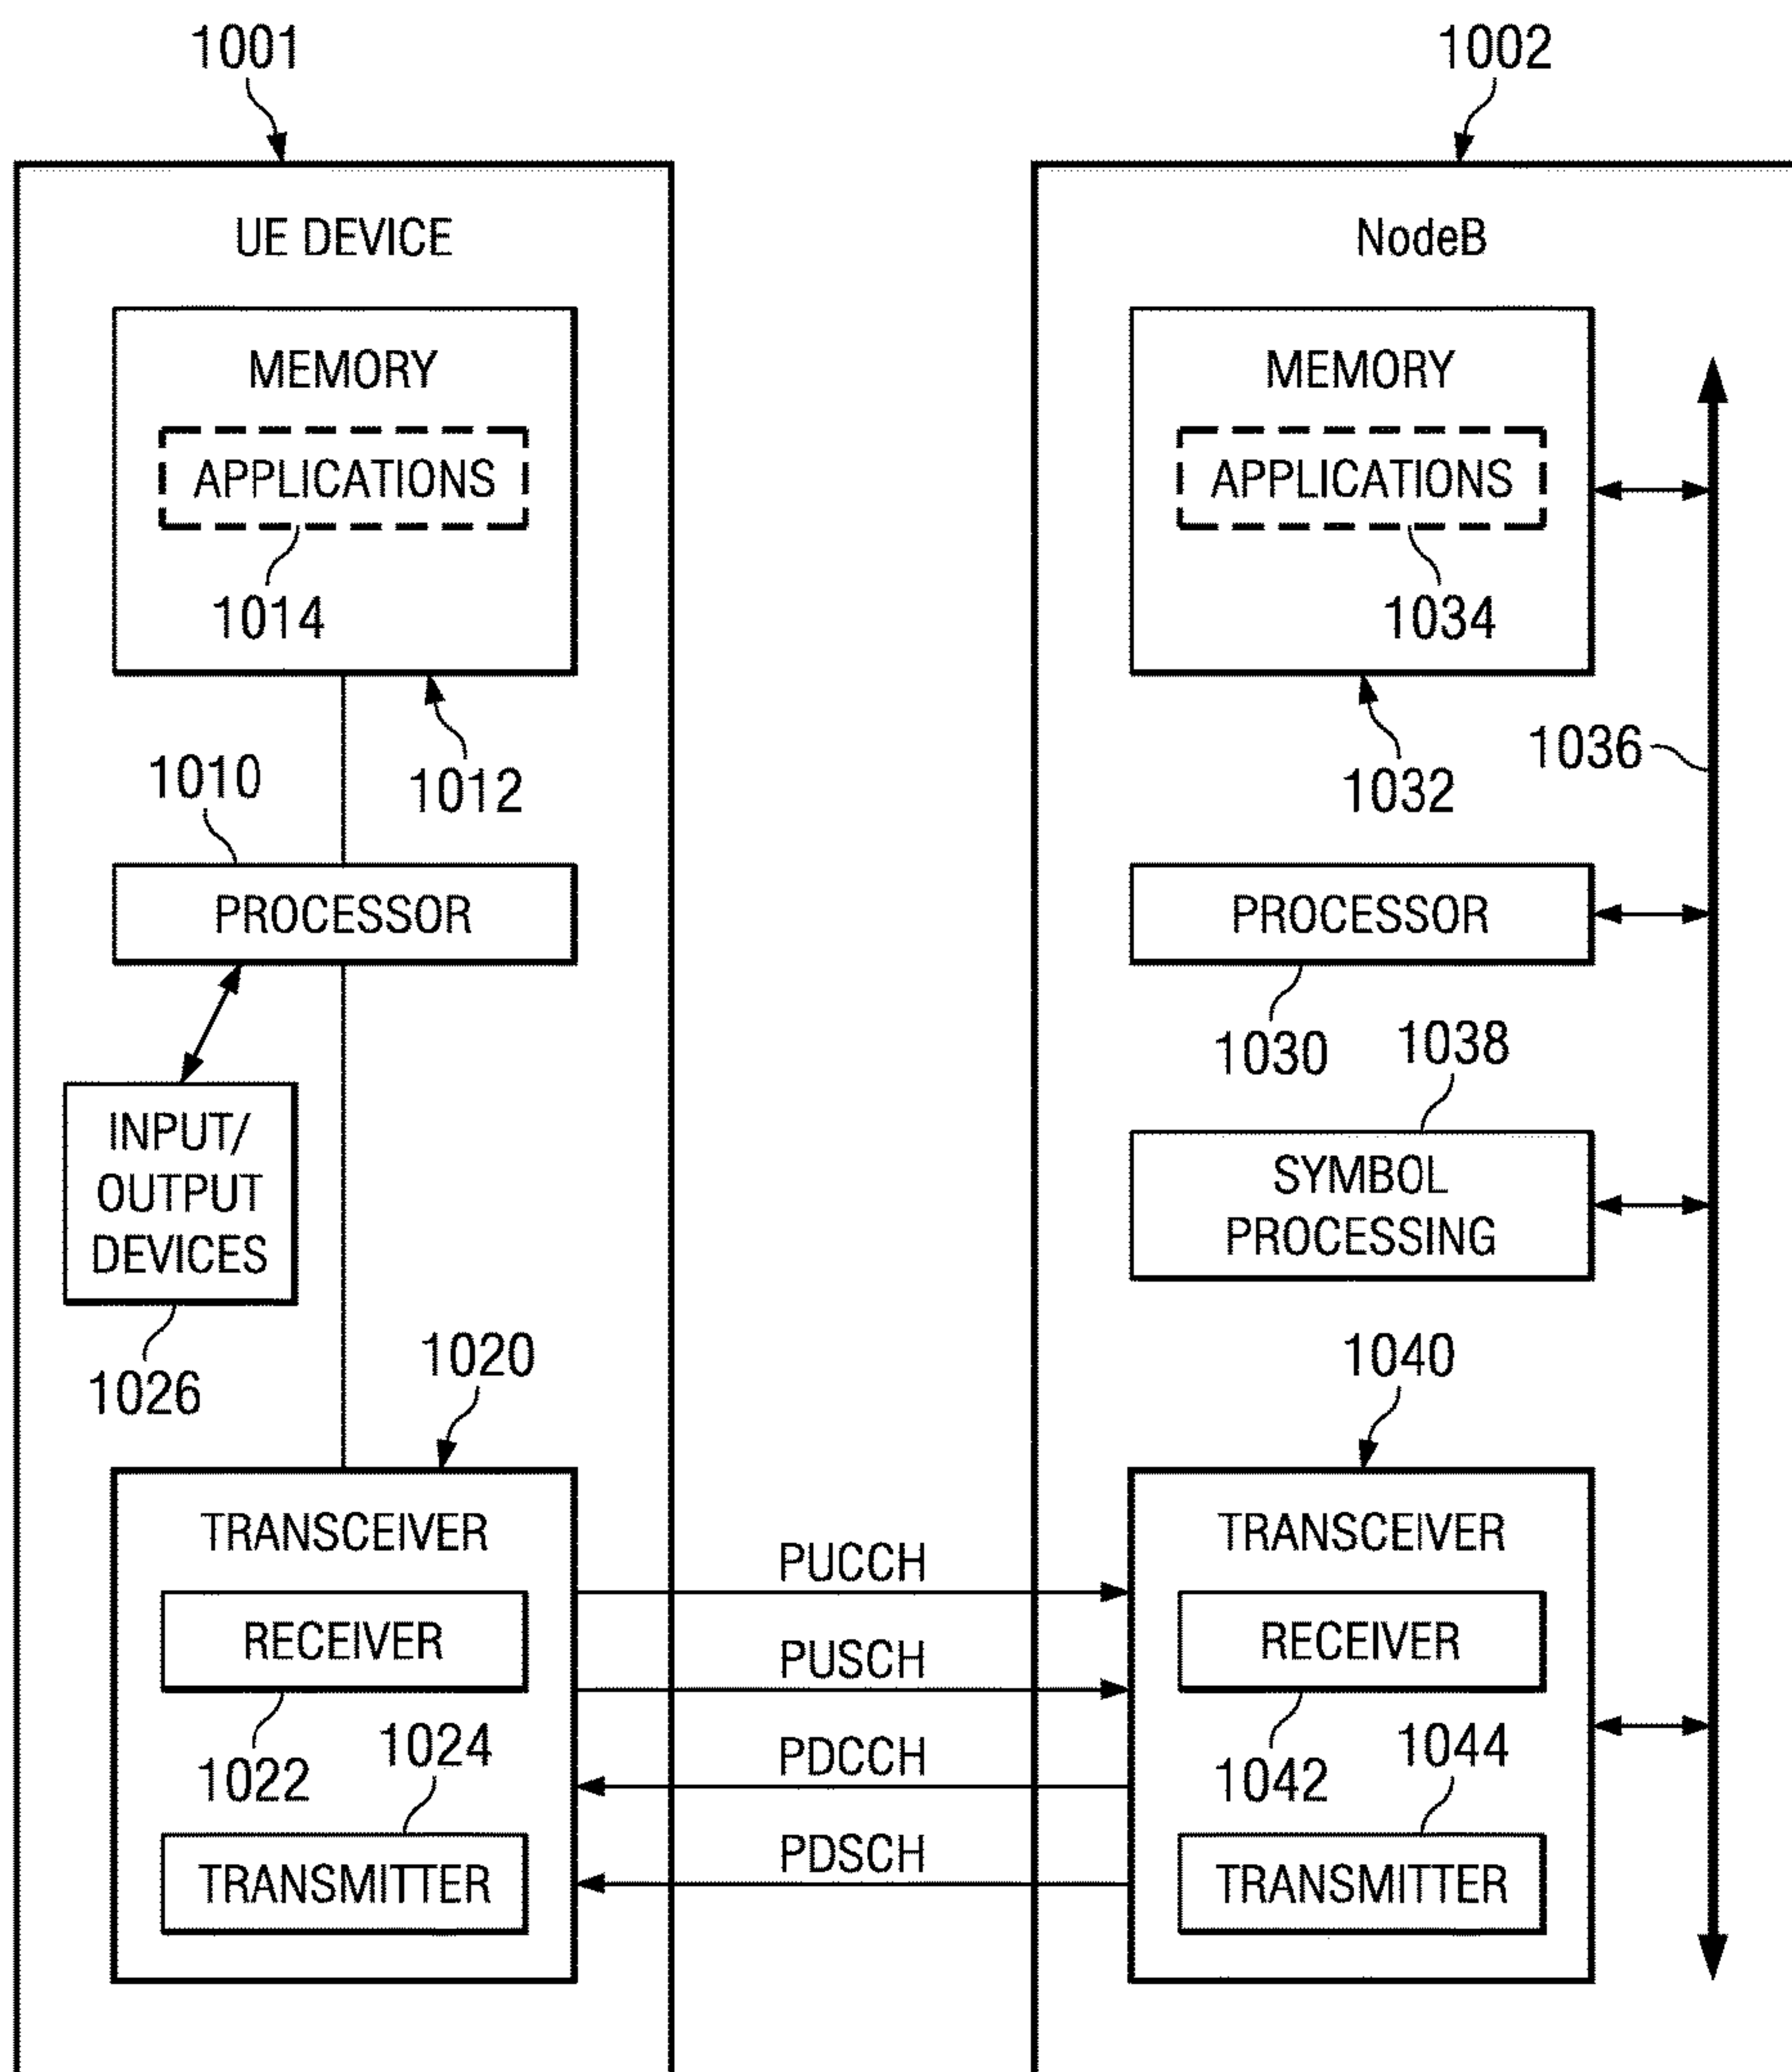 1001
1002
UE DEVICE
NodeB
MEMORY
APPLICATIONS
1014
MEMORY
APPLICATIONS
1034
1036
1010
1012
1032
PROCESSOR
PROCESSOR
1030
1038
INPUT/
OUTPUT
DEVICES
1026
SYMBOL
PROCESSING
1020
1040
TRANSCEIVER
RECEIVER
1022
1024
TRANSMITTER
PUCCH
PUSCH
PDCCH
PDSCH
TRANSCEIVER
RECEIVER
1042
1044
TRANSMITTER